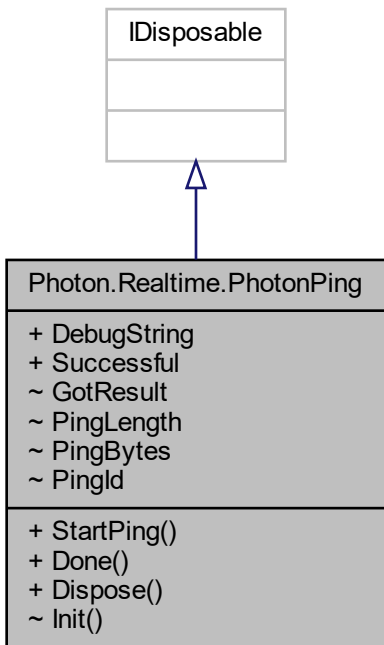 IDisposable
Photon.Realtime.PhotonPing
+ DebugString
+ Successful
~ GotResult
~ PingLength
~ PingBytes
~ PingId
+ StartPing()
+ Done()
+ Dispose()
~ Init()